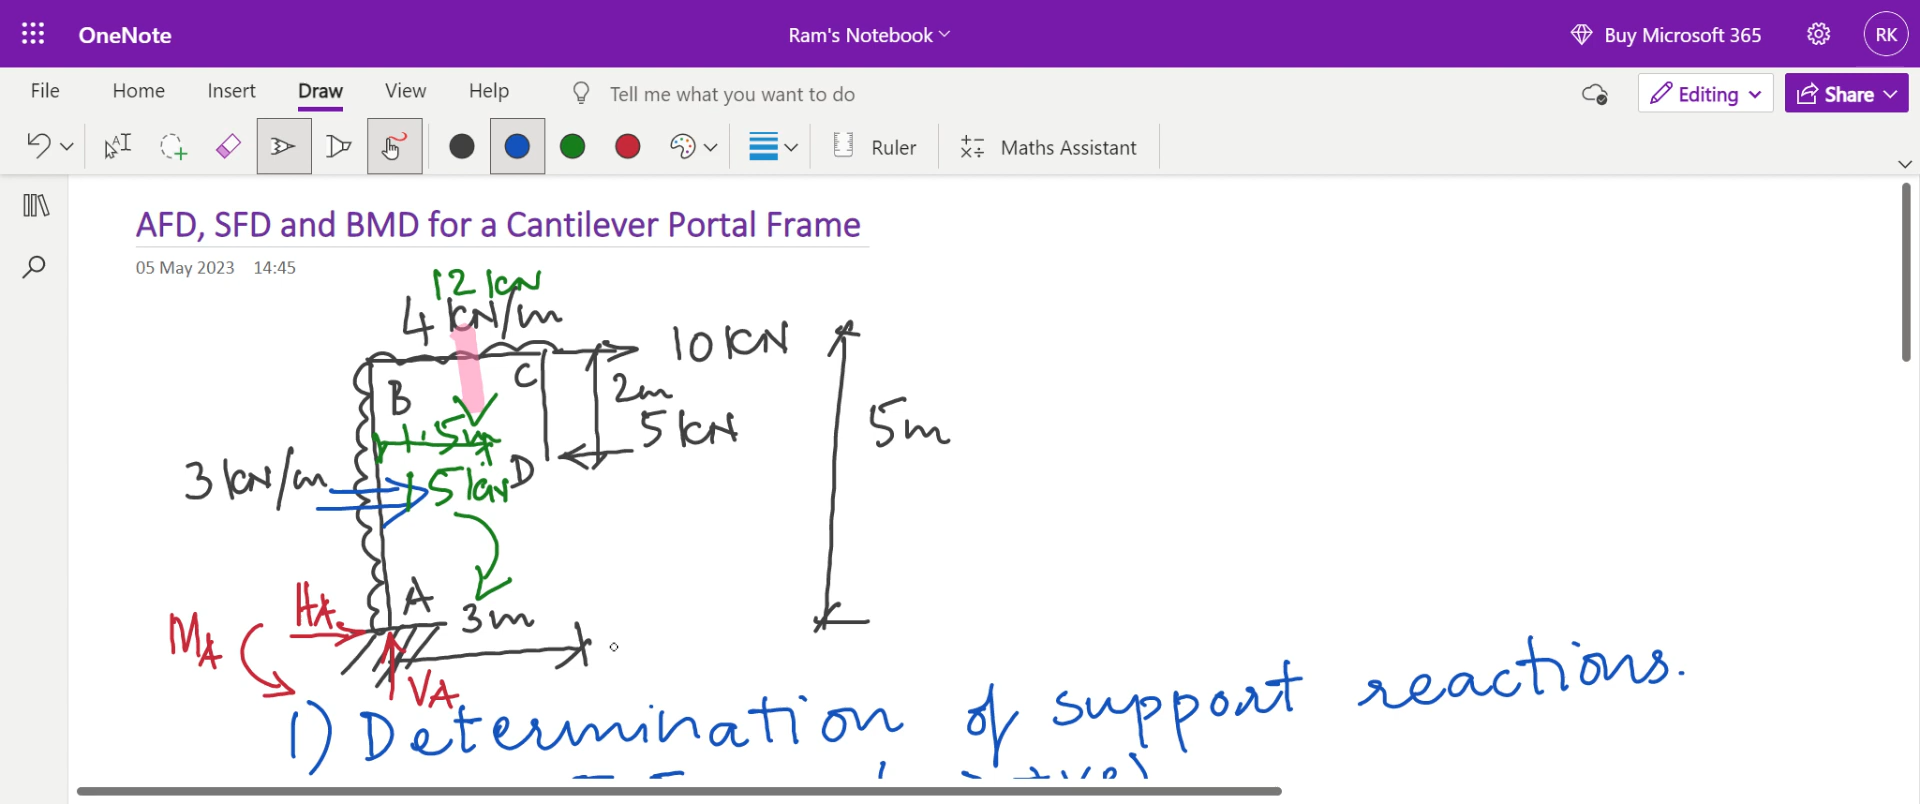 OneNote
Ram's Notebook
Buy Microsoft 365
RK
File Home Insert Draw View Help
Tell me what you want to do
Editing
Share
Ruler
Maths Assistant
AFD, SFD and BMD for a Cantilever Portal Frame
05 May 2023 14:45
12 kN
4 kN/m
10 KN
B
C
2m
5 kN
1.5m
5m
3 kN/m
15 kN
D
HA
A
3m
MA
VA
1) Determination of support reactions.